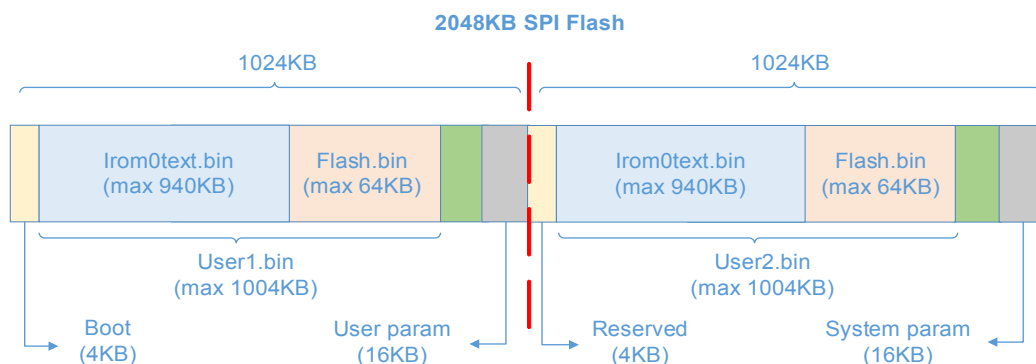 2048KB SPI Flash
1024KB
1024KB
Irom0text.bin
(max 940KB)
Flash.bin
(max 64KB)
Irom0text.bin
(max 940KB)
Flash.bin
(max 64KB)
User1.bin
(max 1004KB)
User2.bin
(max 1004KB)
Boot
(4KB)
User param
(16KB)
Reserved
(4KB)
System param
(16KB)